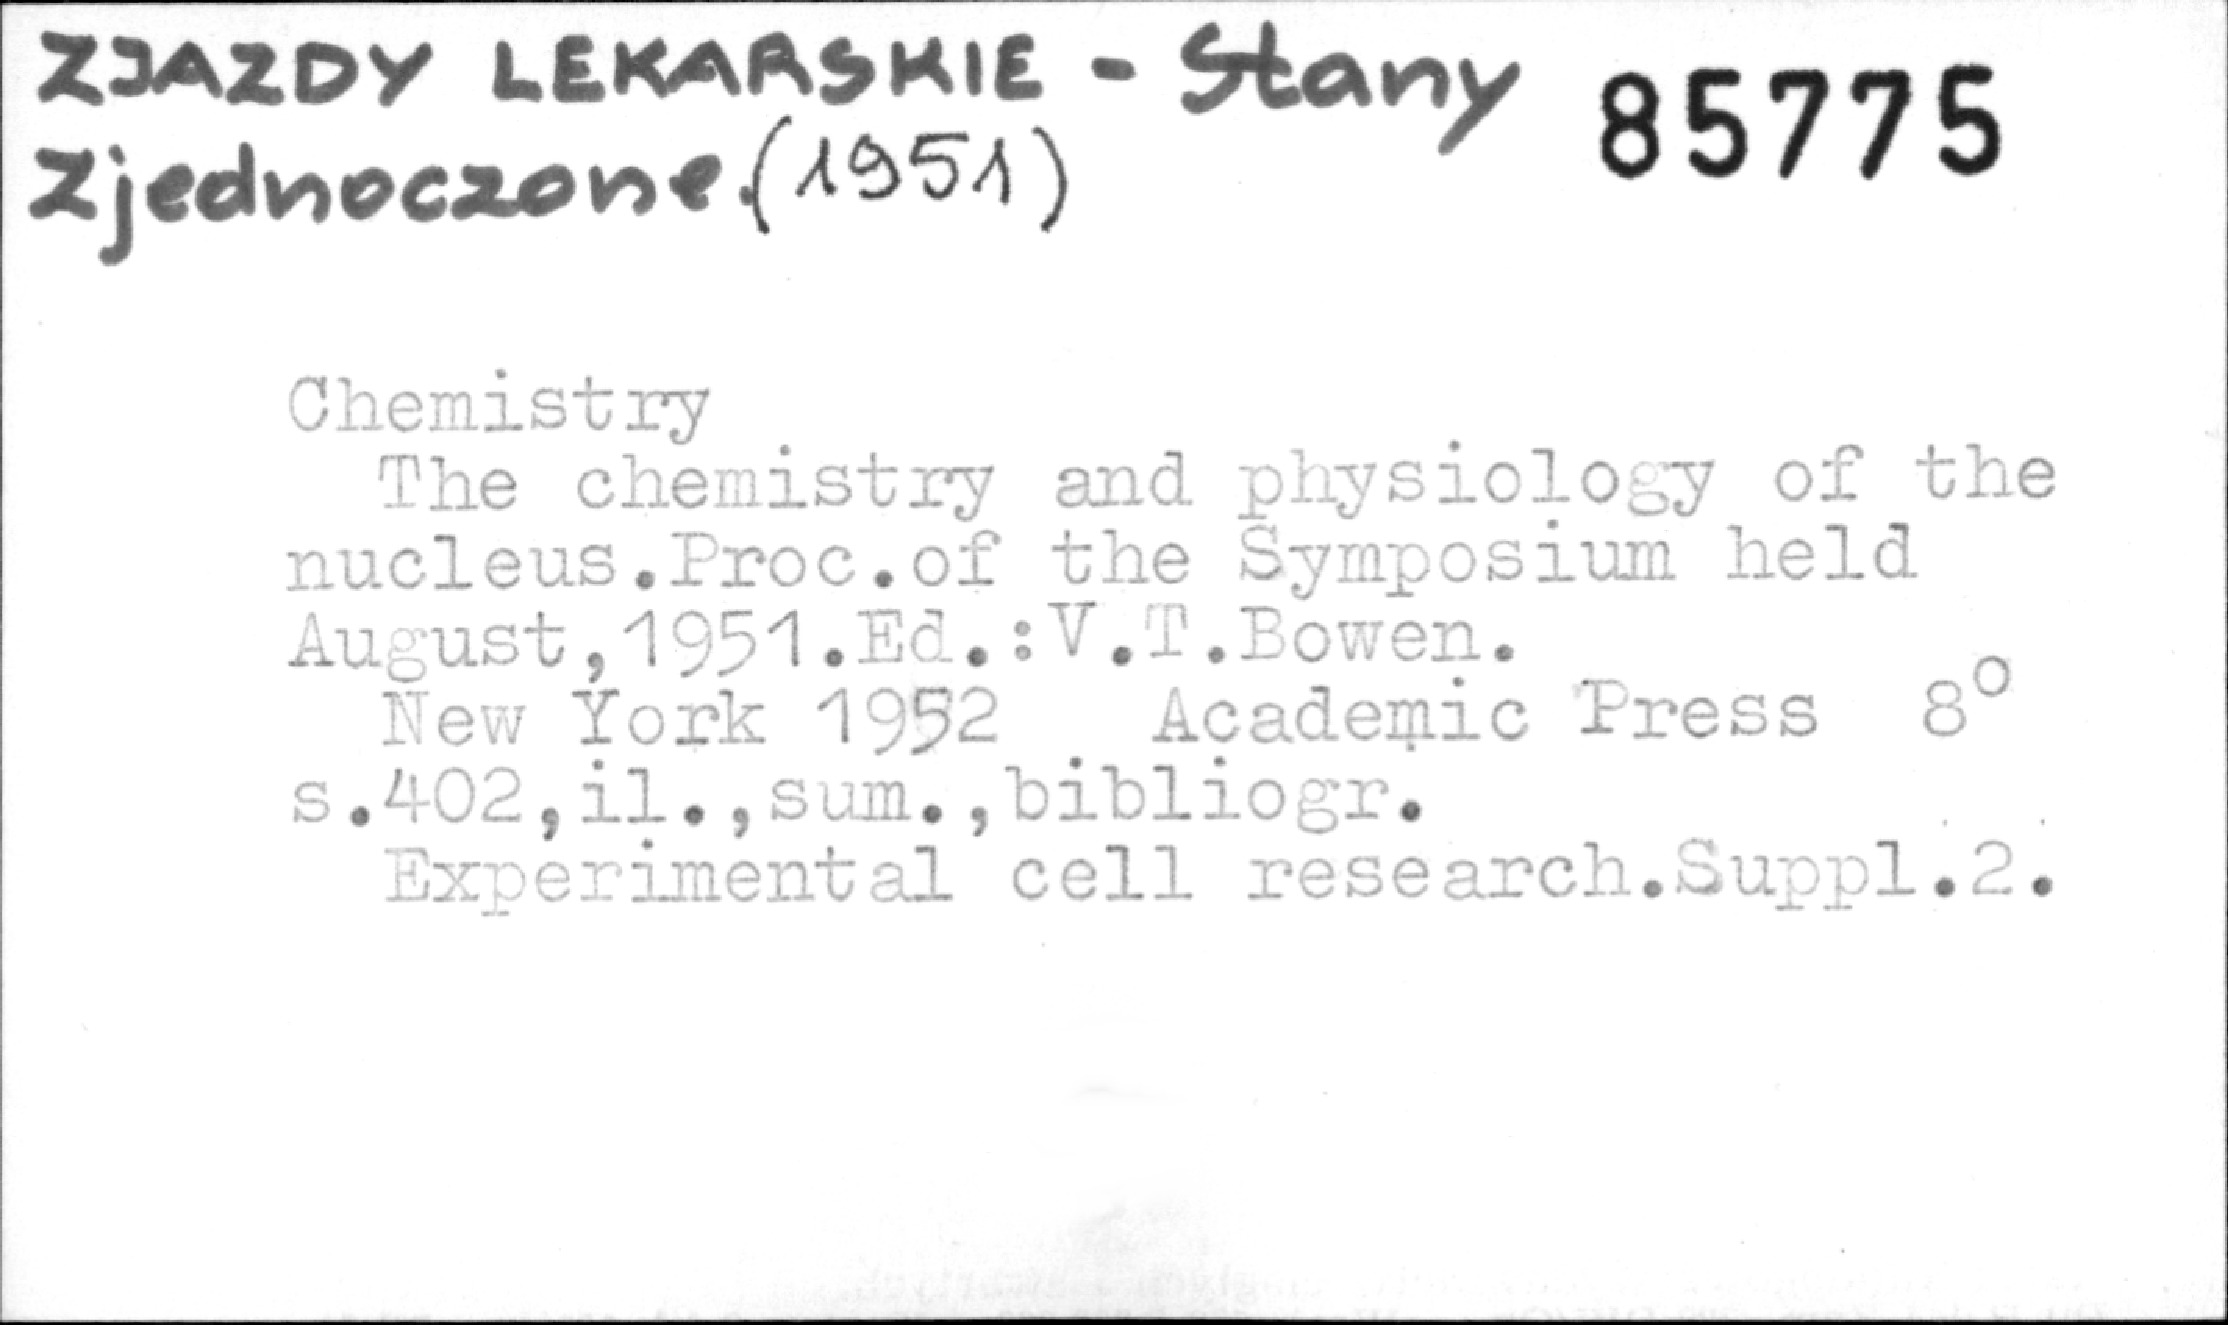 ZJAZDY LEKARSKIE - Stany 85775
Zjednoczone.(1951)
Chemistry
The chemistry and physiology of the
nucleus.Proc.of the Symposium held
August,1951.Ed.:V.T.Bowen.
New York 1952 Academic Press 8°
s.402,il.,sum.,bibliogr.
Experimental cell research.Suppl.2.